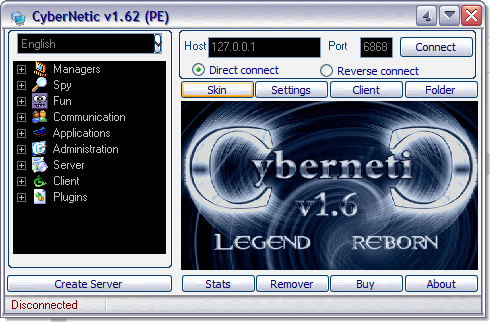 CyberNetic v1.62 (PE)
English
Host 127.0.0.1 Port 6868 Connect
Direct connect Reverse connect
Skin Settings Client Folder
Managers
Spy
Fun
Communication
Applications
Administration
Server
Client
Plugins
yberneti
v1.6
LEGEND REBORN
Create Server
Stats Remover Buy About
Disconnected